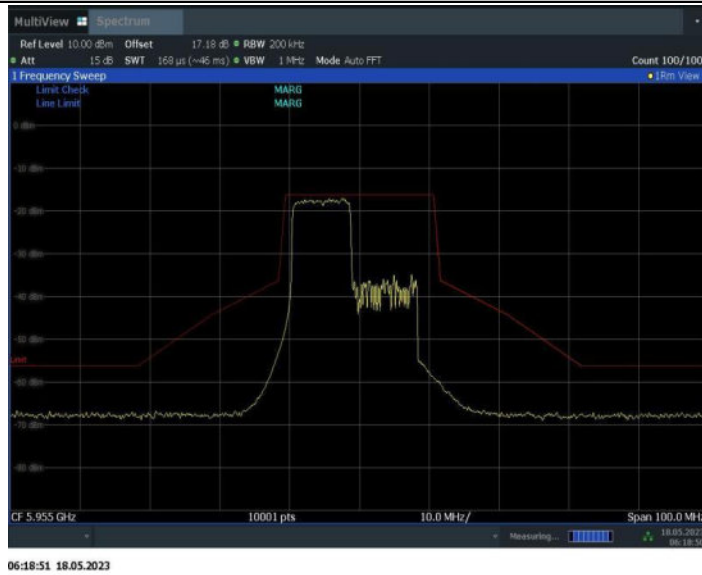 MultiView Spectrum
Ref Level 10.00 dBm Offset 17.18 dB RBW 200 kHz
Att 15 dB SWT 168 µs (~46 ms) VBW 1 MHz Mode Auto FFT Count 100/100
1 Frequency Sweep 1Rm View
Limit Check MARG
Line Limit MARG
0 dBm
-10 dBm
-20 dBm
-30 dBm
-40 dBm
-50 dBm
-60 dBm
-70 dBm
-80 dBm
CF 5.955 GHz 10001 pts 10.0 MHz/ Span 100.0 MHz
Measuring... 18.05.2023
06:18:51 18.05.2023